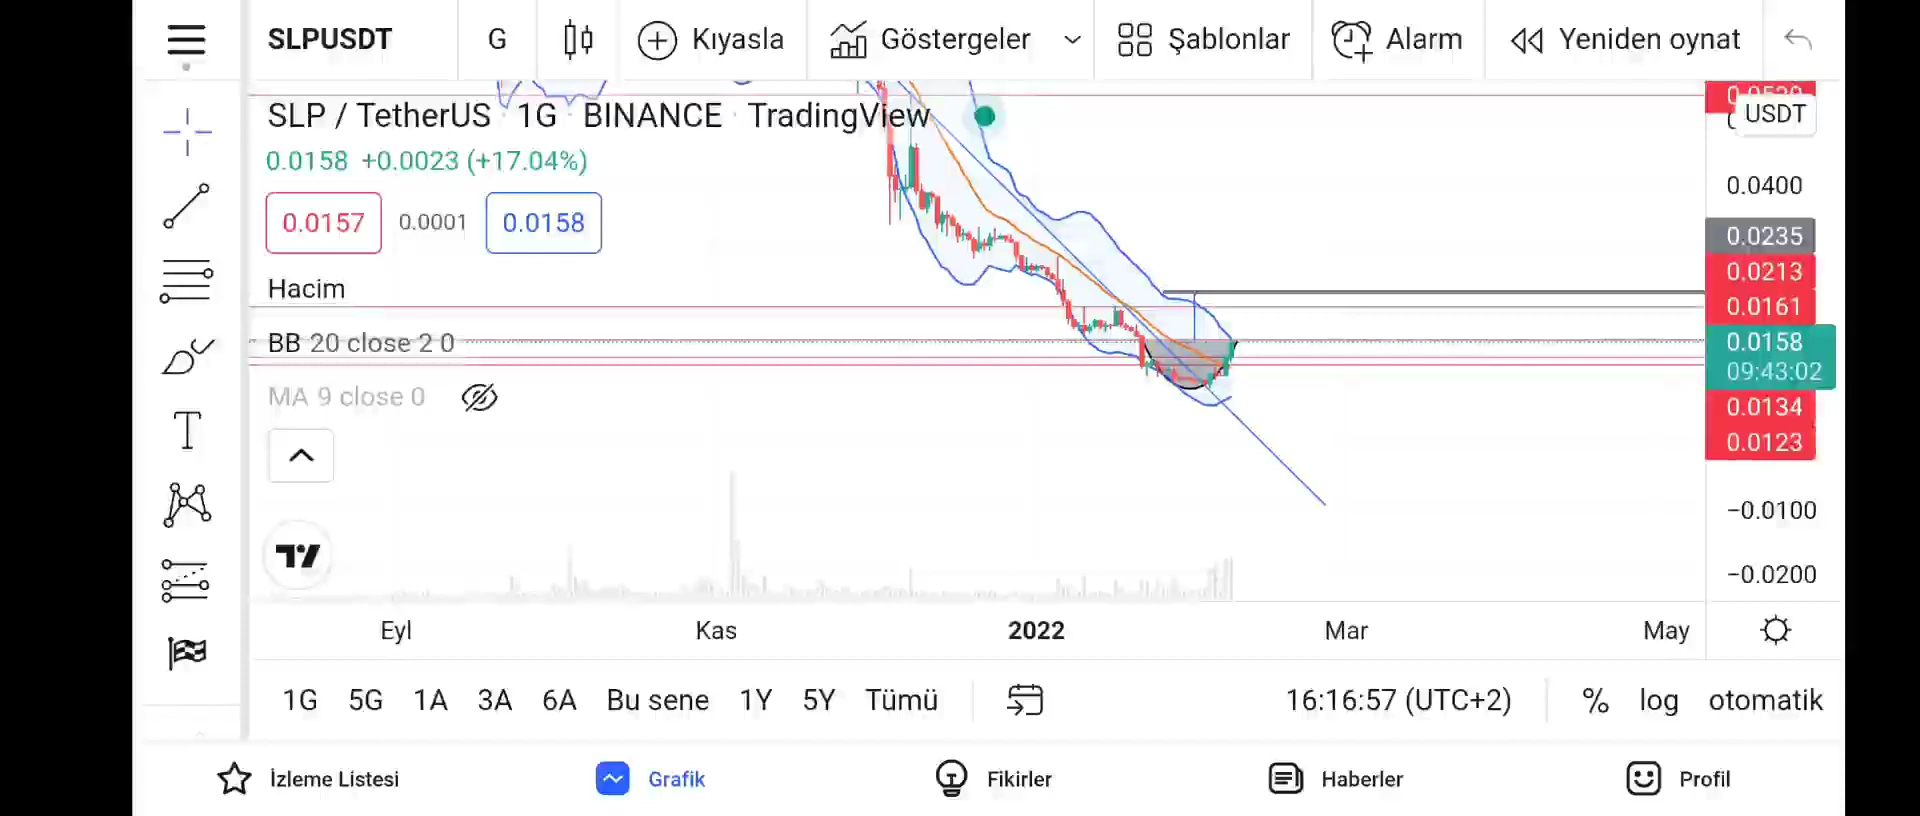 SLPUSDT G Kıyasla Göstergeler Şablonlar Alarm Yeniden oynat
SLP / TetherUS · 1G · BINANCE · TradingView
0.0158 +0.0023 (+17.04%)
0.0157 0.0001 0.0158
Hacim
BB 20 close 2 0
MA 9 close 0
USDT
0.0400
0.0235
0.0213
0.0161
0.0158
09:43:02
0.0134
0.0123
−0.0100
−0.0200
Eyl Kas 2022 Mar May
1G 5G 1A 3A 6A Bu sene 1Y 5Y Tümü 16:16:57 (UTC+2) % log otomatik
İzleme Listesi Grafik Fikirler Haberler Profil